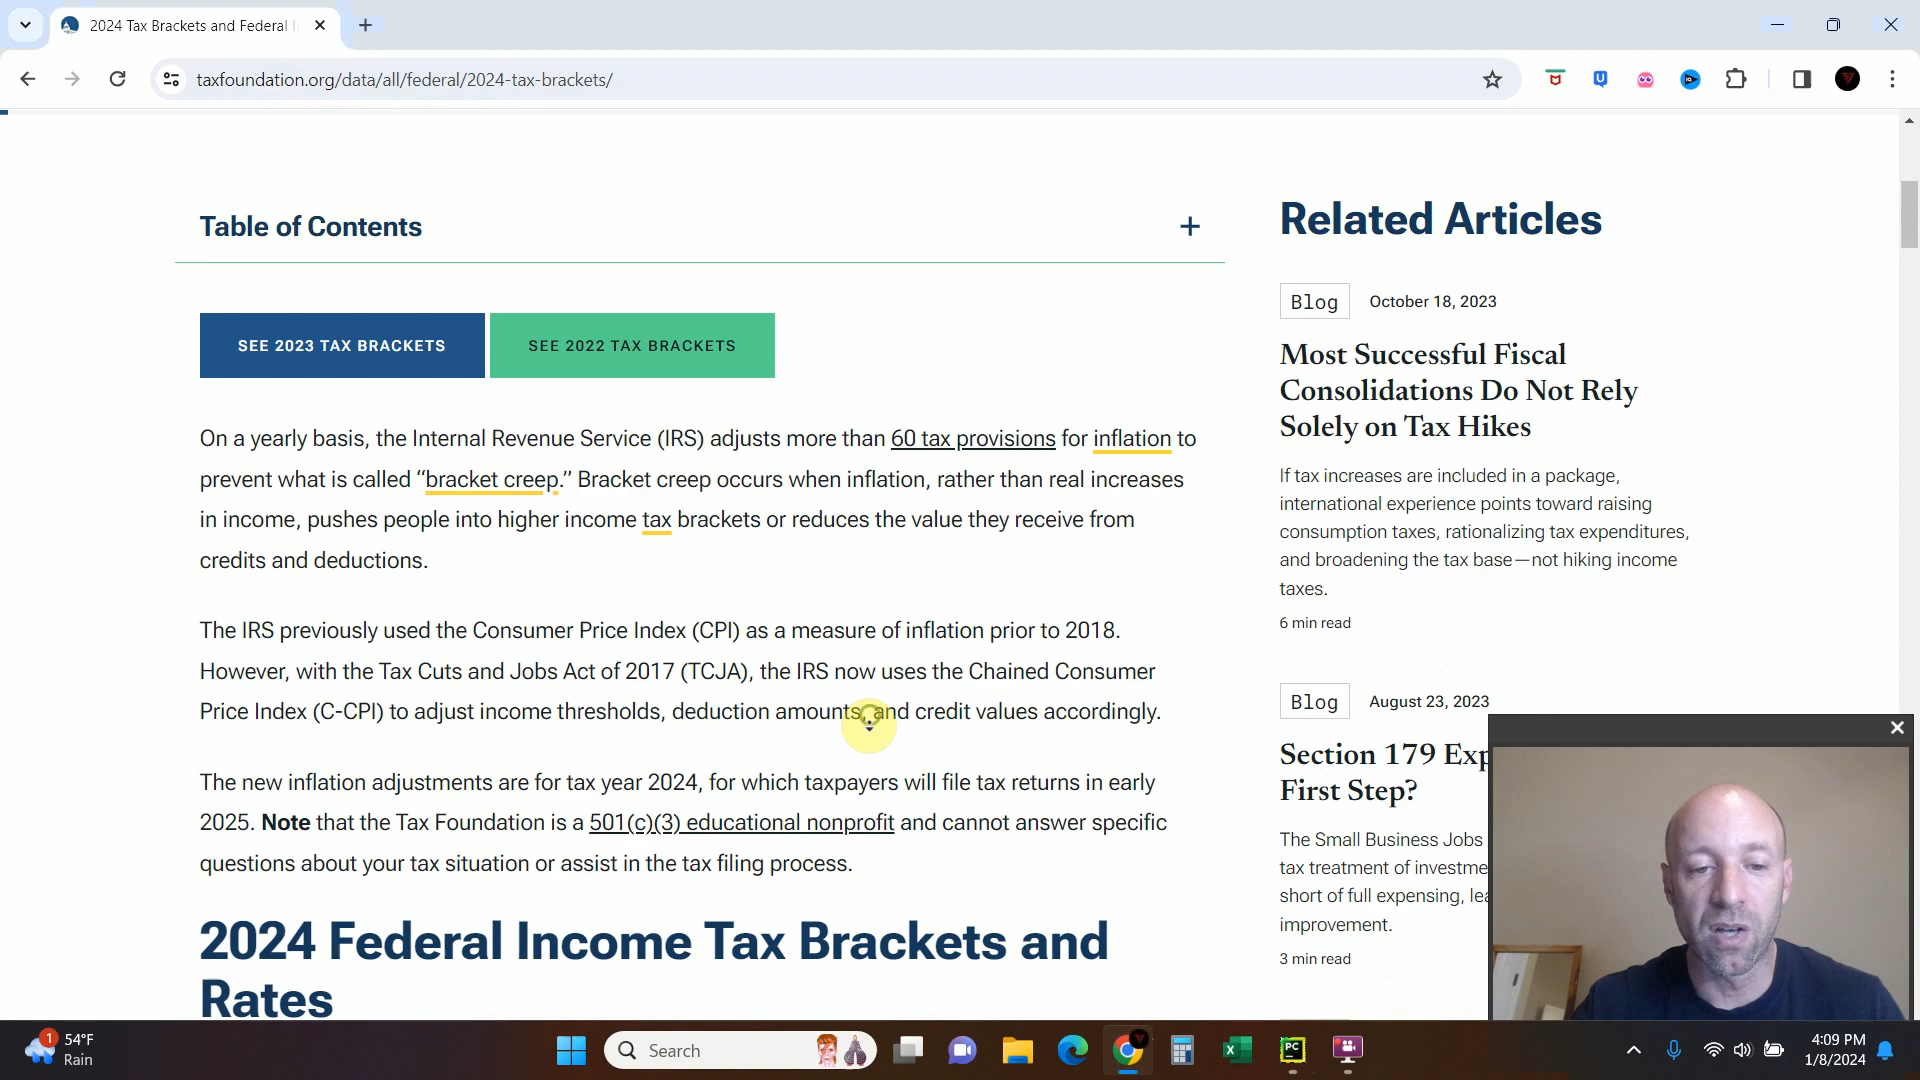 2024 Tax Brackets and Federal I
taxfoundation.org/data/all/federal/2024-tax-brackets/
Table of Contents
SEE 2023 TAX BRACKETS
SEE 2022 TAX BRACKETS
On a yearly basis, the Internal Revenue Service (IRS) adjusts more than 60 tax provisions for inflation to
prevent what is called “bracket creep.” Bracket creep occurs when inflation, rather than real increases
in income, pushes people into higher income tax brackets or reduces the value they receive from
credits and deductions.
The IRS previously used the Consumer Price Index (CPI) as a measure of inflation prior to 2018.
However, with the Tax Cuts and Jobs Act of 2017 (TCJA), the IRS now uses the Chained Consumer
Price Index (C-CPI) to adjust income thresholds, deduction amounts, and credit values accordingly.
The new inflation adjustments are for tax year 2024, for which taxpayers will file tax returns in early
2025. Note that the Tax Foundation is a 501(c)(3) educational nonprofit and cannot answer specific
questions about your tax situation or assist in the tax filing process.
2024 Federal Income Tax Brackets and
Rates
Related Articles
Blog
October 18, 2023
Most Successful Fiscal
Consolidations Do Not Rely
Solely on Tax Hikes
If tax increases are included in a package,
international experience points toward raising
consumption taxes, rationalizing tax expenditures,
and broadening the tax base—not hiking income
taxes.
6 min read
Blog
August 23, 2023
Section 179 Exp
First Step?
The Small Business Jobs
tax treatment of investme
short of full expensing, lea
improvement.
3 min read
1
54°F
Rain
Search
PC
4:09 PM
1/8/2024